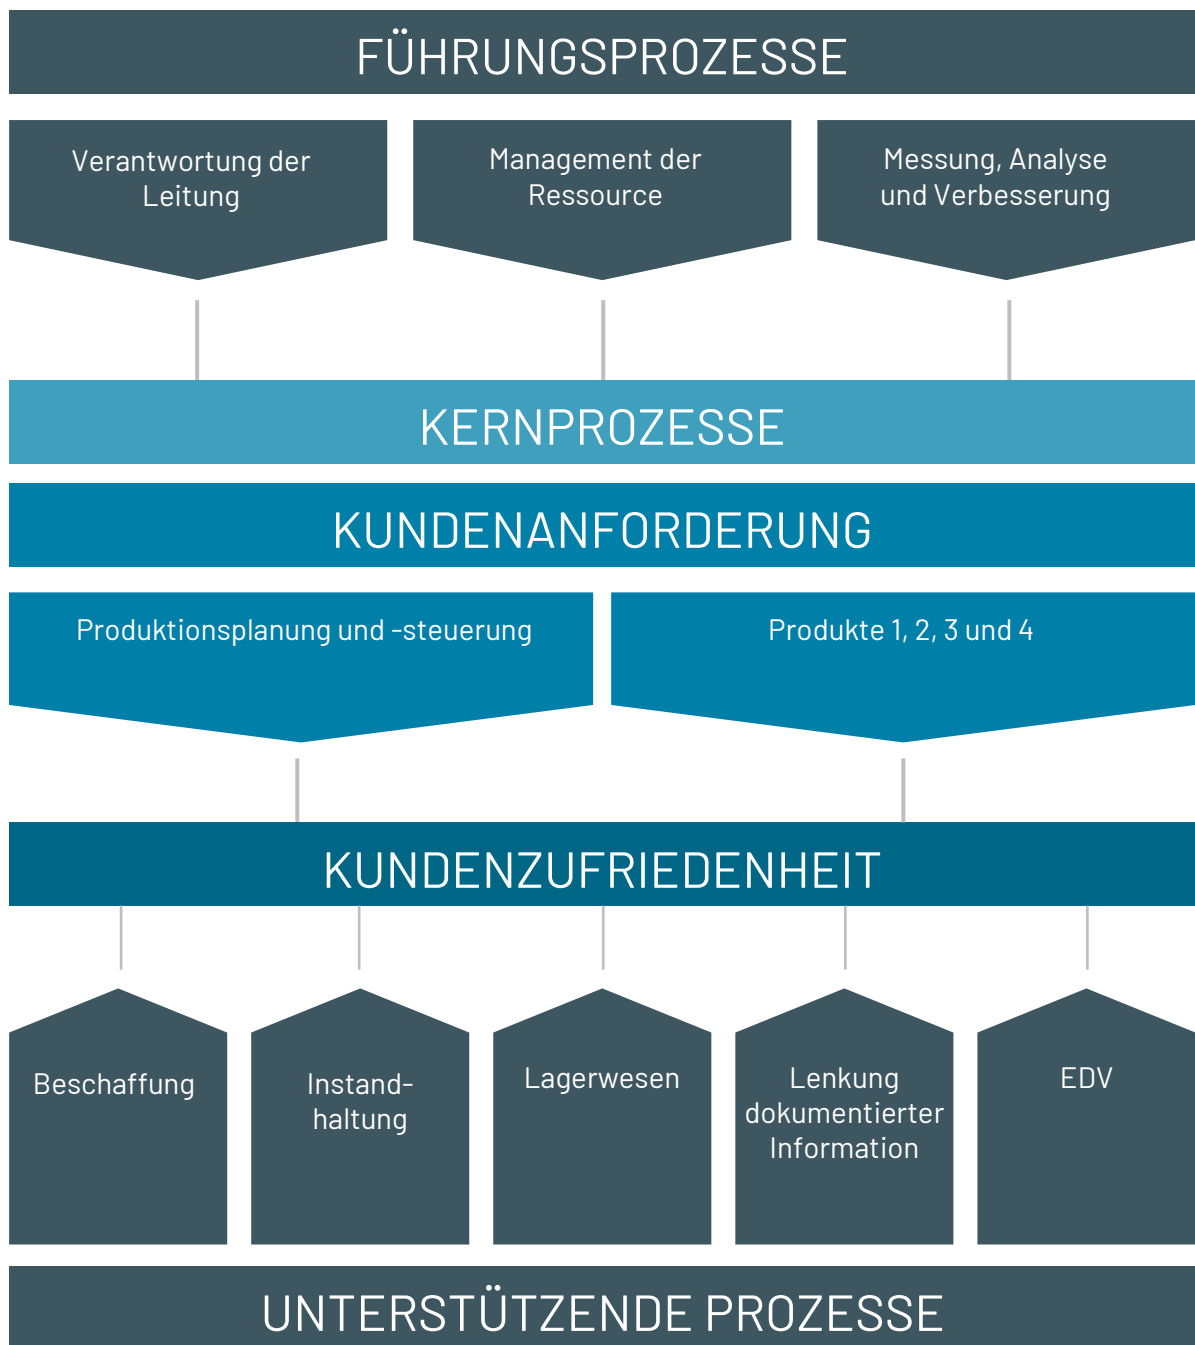 FÜHRUNGSPROZESSE
Verantwortung der
Leitung
Management der
Ressource
Messung, Analyse
und Verbesserung
KERNPROZESSE
KUNDENANFORDERUNG
Produktionsplanung und -steuerung
Produkte 1, 2, 3 und 4
KUNDENZUFRIEDENHEIT
Beschaffung
Instand-
haltung
Lagerwesen
Lenkung
dokumentierter
Information
EDV
UNTERSTÜTZENDE PROZESSE